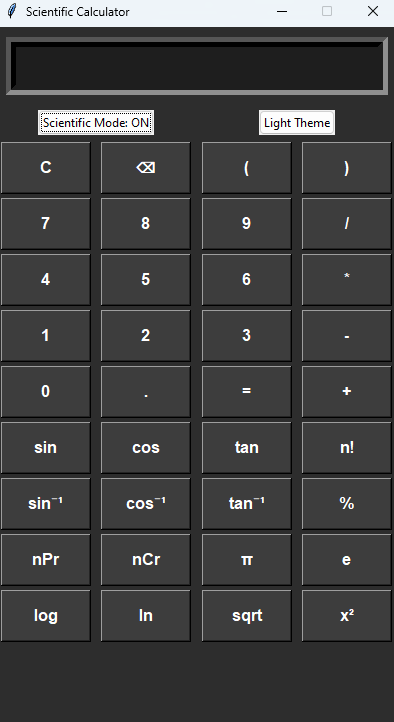 Scientific Calculator
Scientific Mode: ON Light Theme
C ⌫ ( )
7 8 9 /
4 5 6 *
1 2 3 -
0 . = +
sin cos tan n!
sin⁻¹ cos⁻¹ tan⁻¹ %
nPr nCr π e
log ln sqrt x²